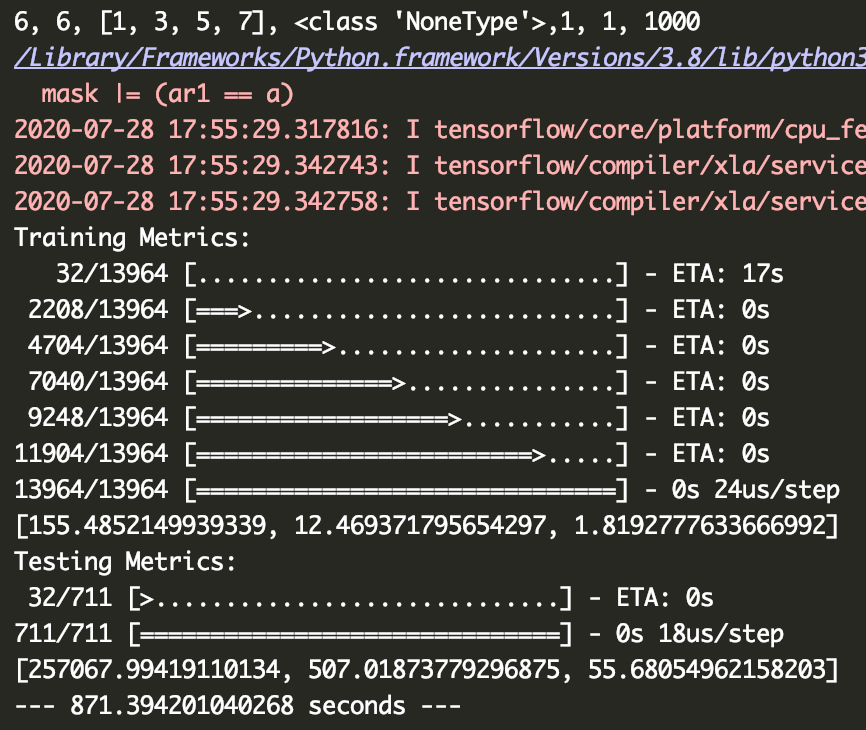 6, 6, [1, 3, 5, 7], <class 'NoneType'>,1, 1, 1000
/Library/Frameworks/Python.framework/Versions/3.8/lib/python3
mask |= (ar1 == a)
2020-07-28 17:55:29.317816: I tensorflow/core/platform/cpu_fe
2020-07-28 17:55:29.342743: I tensorflow/compiler/xla/service
2020-07-28 17:55:29.342758: I tensorflow/compiler/xla/service
Training Metrics:
32/13964 [..............................] - ETA: 17s
2208/13964 [===>..........................] - ETA: 0s
4704/13964 [=========>....................] - ETA: 0s
7040/13964 [==============>...............] - ETA: 0s
9248/13964 [==================>...........] - ETA: 0s
11904/13964 [========================>.....] - ETA: 0s
13964/13964 [==============================] - 0s 24us/step
[155.4852149939339, 12.469371795654297, 1.8192777633666992]
Testing Metrics:
32/711 [>.............................] - ETA: 0s
711/711 [==============================] - 0s 18us/step
[257067.99419110134, 507.01873779296875, 55.68054962158203]
--- 871.394201040268 seconds ---